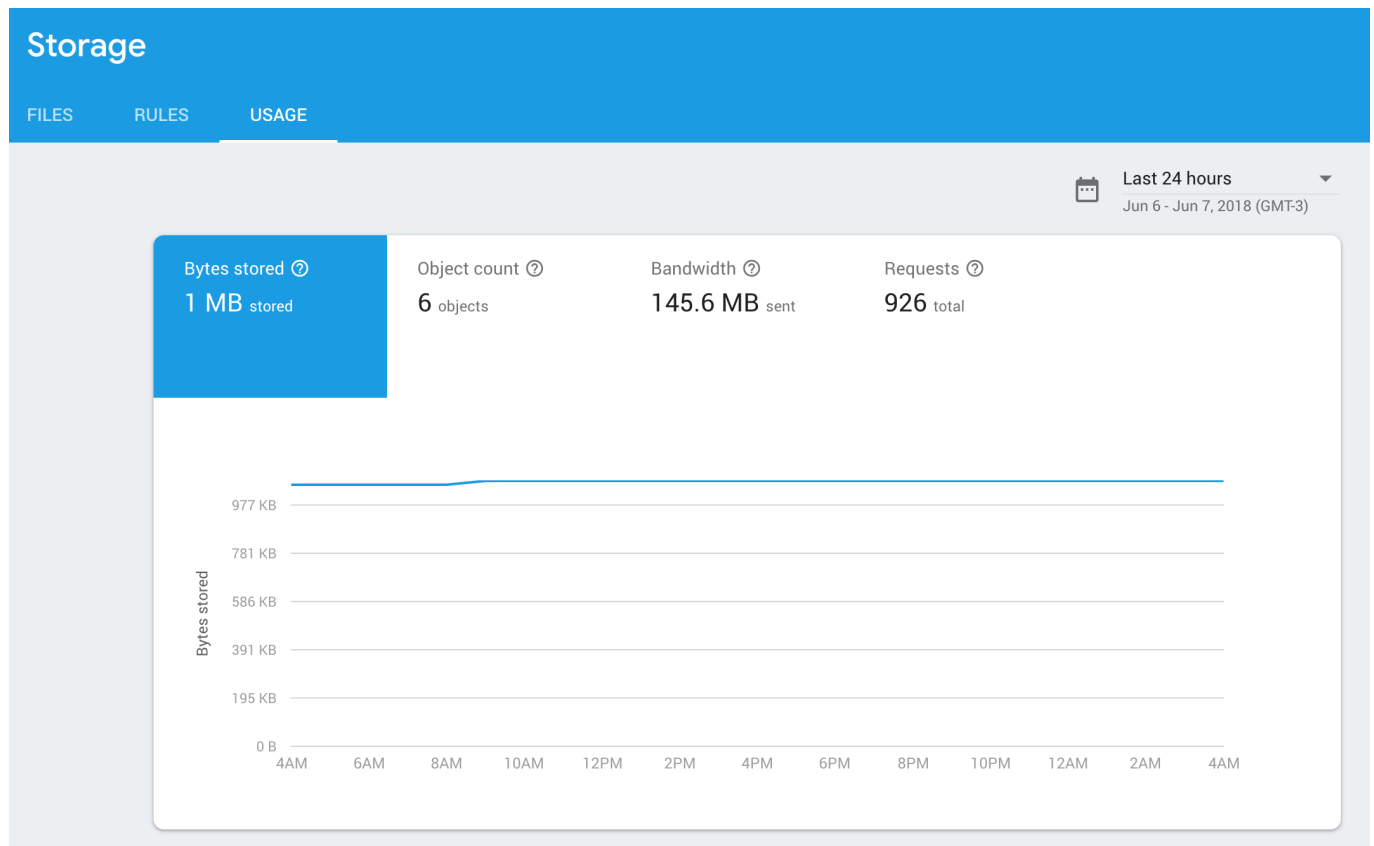 Storage
FILES RULES USAGE
Last 24 hours
Jun 6 - Jun 7, 2018 (GMT-3)
Bytes stored Object count Bandwidth Requests
1 MB stored 6 objects 145.6 MB sent 926 total
977 KB
781 KB
586 KB
391 KB
195 KB
0 B
Bytes stored
4AM 6AM 8AM 10AM 12PM 2PM 4PM 6PM 8PM 10PM 12AM 2AM 4AM